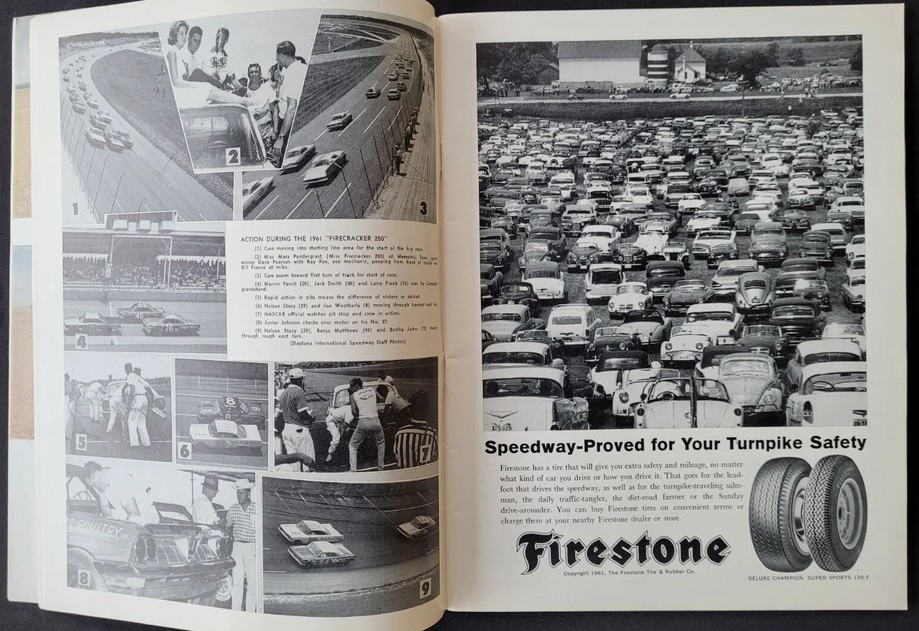 1
2
3
ACTION DURING THE 1961 "FIRECRACKER 250"
(1) Cars moving into starting line area for the start of the big race.
(2) Miss Mary Pendergrast (Miss Firecracker 250) of Memphis, Tenn. joins
winner Dave Pearson with Ray Fox, ace mechanic, peeping from back of truck as
Bill France at mike.
(3) Cars zoom toward first turn of track for start of race.
(4) Marvin Panch (20), Jack Smith (46) and Larry Frank (76) roar by Campbell
grandstand.
(5) Rapid action in pits means the difference of victory or defeat.
(6) Nelson Stacy (29) and Joe Weatherly (8) moving through banked
(7) NASCAR official watches pit stop and crew in action.
(8) Junior Johnson checks over motor on his No. 27.
(9) Nelson Stacy (29), Banjo Matthews (94) and Bobby Johns (72) move
through rough east turn.
(Daytona International Speedway Staff Photos)
4
5
6
7
8
9
Speedway-Proved for Your Turnpike Safety
Firestone has a tire that will give you extra safety and mileage, no matter
what kind of car you drive or how you drive it. That goes for the lead-
foot that drives the speedway, as well as for the turnpike-traveling sales-
man, the daily traffic-tangler, the dirt-road farmer or the Sunday
drive-arounder. You can buy Firestone tires on convenient terms or
charge them at your nearby Firestone dealer or store.
Firestone
Copyright 1961, The Firestone Tire & Rubber Co.
DELUXE CHAMPION SUPER SPORTS 170-T